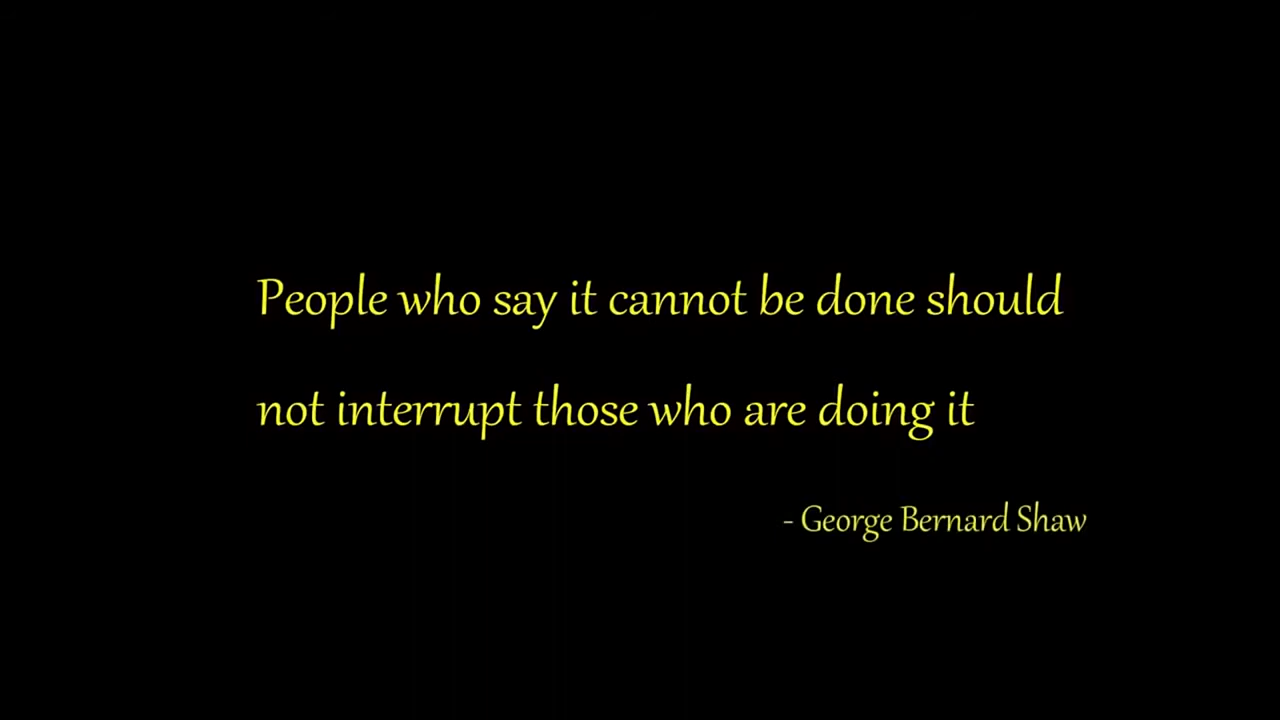 People who say it cannot be done should
not interrupt those who are doing it
- George Bernard Shaw